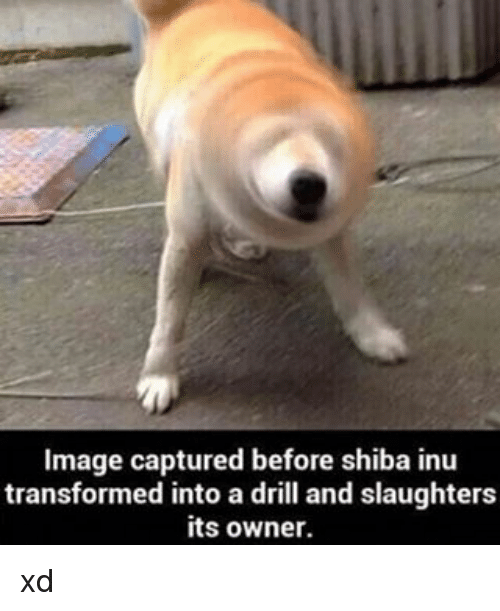 Image captured before shiba inu
transformed into a drill and slaughters
its owner.
xd